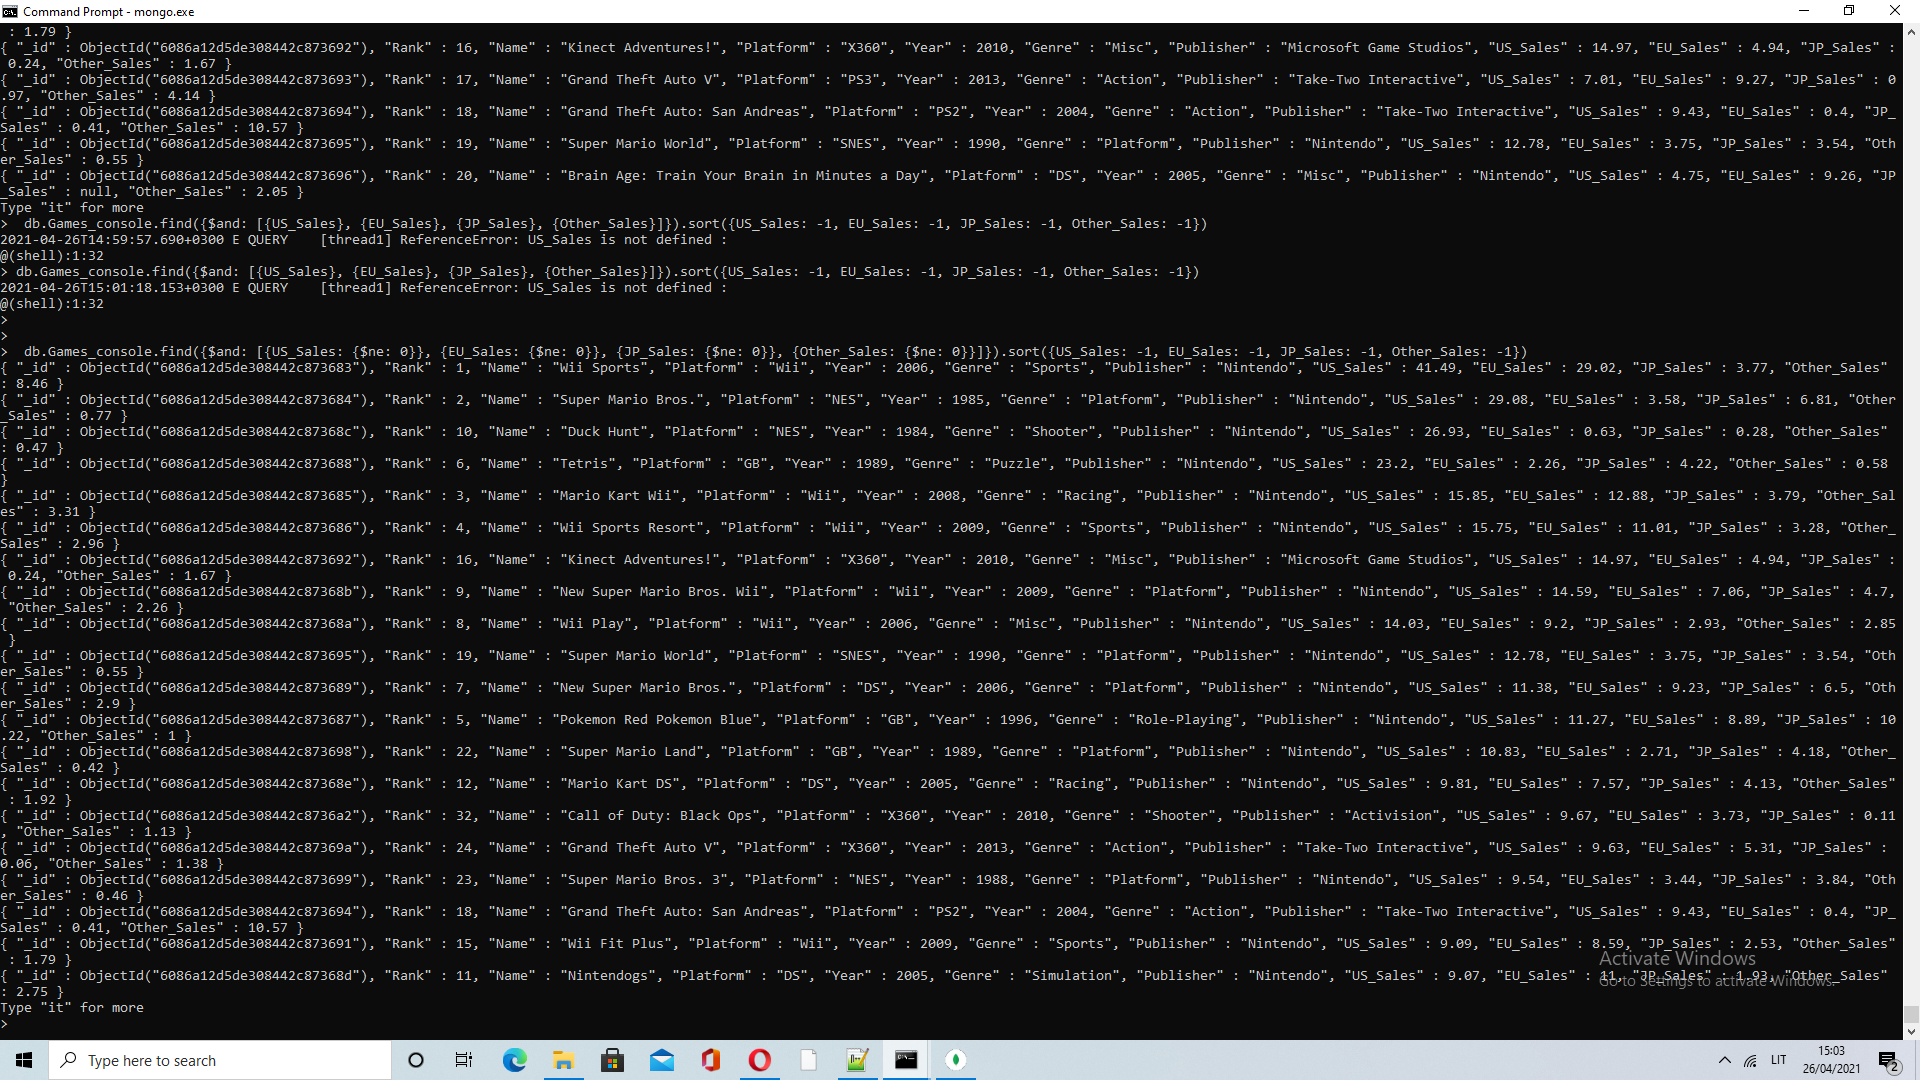 Command Prompt - mongo.exe
: 1.79 }
{ "_id" : ObjectId("6086a12d5de308442c873692"), "Rank" : 16, "Name" : "Kinect Adventures!", "Platform" : "X360", "Year" : 2010, "Genre" : "Misc", "Publisher" : "Microsoft Game Studios", "US_Sales" : 14.97, "EU_Sales" : 4.94, "JP_Sales" :
0.24, "Other_Sales" : 1.67 }
{ "_id" : ObjectId("6086a12d5de308442c873693"), "Rank" : 17, "Name" : "Grand Theft Auto V", "Platform" : "PS3", "Year" : 2013, "Genre" : "Action", "Publisher" : "Take-Two Interactive", "US_Sales" : 7.01, "EU_Sales" : 9.27, "JP_Sales" : 0
.97, "Other_Sales" : 4.14 }
{ "_id" : ObjectId("6086a12d5de308442c873694"), "Rank" : 18, "Name" : "Grand Theft Auto: San Andreas", "Platform" : "PS2", "Year" : 2004, "Genre" : "Action", "Publisher" : "Take-Two Interactive", "US_Sales" : 9.43, "EU_Sales" : 0.4, "JP_
Sales" : 0.41, "Other_Sales" : 10.57 }
{ "_id" : ObjectId("6086a12d5de308442c873695"), "Rank" : 19, "Name" : "Super Mario World", "Platform" : "SNES", "Year" : 1990, "Genre" : "Platform", "Publisher" : "Nintendo", "US_Sales" : 12.78, "EU_Sales" : 3.75, "JP_Sales" : 3.54, "Oth
er_Sales" : 0.55 }
{ "_id" : ObjectId("6086a12d5de308442c873696"), "Rank" : 20, "Name" : "Brain Age: Train Your Brain in Minutes a Day", "Platform" : "DS", "Year" : 2005, "Genre" : "Misc", "Publisher" : "Nintendo", "US_Sales" : 4.75, "EU_Sales" : 9.26, "JP
_Sales" : null, "Other_Sales" : 2.05 }
Type "it" for more
>  db.Games_console.find({$and: [{US_Sales}, {EU_Sales}, {JP_Sales}, {Other_Sales}]}).sort({US_Sales: -1, EU_Sales: -1, JP_Sales: -1, Other_Sales: -1})
2021-04-26T14:59:57.690+0300 E QUERY    [thread1] ReferenceError: US_Sales is not defined :
@(shell):1:32
> db.Games_console.find({$and: [{US_Sales}, {EU_Sales}, {JP_Sales}, {Other_Sales}]}).sort({US_Sales: -1, EU_Sales: -1, JP_Sales: -1, Other_Sales: -1})
2021-04-26T15:01:18.153+0300 E QUERY    [thread1] ReferenceError: US_Sales is not defined :
@(shell):1:32
>
>
>  db.Games_console.find({$and: [{US_Sales: {$ne: 0}}, {EU_Sales: {$ne: 0}}, {JP_Sales: {$ne: 0}}, {Other_Sales: {$ne: 0}}]}).sort({US_Sales: -1, EU_Sales: -1, JP_Sales: -1, Other_Sales: -1})
{ "_id" : ObjectId("6086a12d5de308442c873683"), "Rank" : 1, "Name" : "Wii Sports", "Platform" : "Wii", "Year" : 2006, "Genre" : "Sports", "Publisher" : "Nintendo", "US_Sales" : 41.49, "EU_Sales" : 29.02, "JP_Sales" : 3.77, "Other_Sales"
: 8.46 }
{ "_id" : ObjectId("6086a12d5de308442c873684"), "Rank" : 2, "Name" : "Super Mario Bros.", "Platform" : "NES", "Year" : 1985, "Genre" : "Platform", "Publisher" : "Nintendo", "US_Sales" : 29.08, "EU_Sales" : 3.58, "JP_Sales" : 6.81, "Other
_Sales" : 0.77 }
{ "_id" : ObjectId("6086a12d5de308442c87368c"), "Rank" : 10, "Name" : "Duck Hunt", "Platform" : "NES", "Year" : 1984, "Genre" : "Shooter", "Publisher" : "Nintendo", "US_Sales" : 26.93, "EU_Sales" : 0.63, "JP_Sales" : 0.28, "Other_Sales"
: 0.47 }
{ "_id" : ObjectId("6086a12d5de308442c873688"), "Rank" : 6, "Name" : "Tetris", "Platform" : "GB", "Year" : 1989, "Genre" : "Puzzle", "Publisher" : "Nintendo", "US_Sales" : 23.2, "EU_Sales" : 2.26, "JP_Sales" : 4.22, "Other_Sales" : 0.58
}
{ "_id" : ObjectId("6086a12d5de308442c873685"), "Rank" : 3, "Name" : "Mario Kart Wii", "Platform" : "Wii", "Year" : 2008, "Genre" : "Racing", "Publisher" : "Nintendo", "US_Sales" : 15.85, "EU_Sales" : 12.88, "JP_Sales" : 3.79, "Other_Sal
es" : 3.31 }
{ "_id" : ObjectId("6086a12d5de308442c873686"), "Rank" : 4, "Name" : "Wii Sports Resort", "Platform" : "Wii", "Year" : 2009, "Genre" : "Sports", "Publisher" : "Nintendo", "US_Sales" : 15.75, "EU_Sales" : 11.01, "JP_Sales" : 3.28, "Other_
Sales" : 2.96 }
{ "_id" : ObjectId("6086a12d5de308442c873692"), "Rank" : 16, "Name" : "Kinect Adventures!", "Platform" : "X360", "Year" : 2010, "Genre" : "Misc", "Publisher" : "Microsoft Game Studios", "US_Sales" : 14.97, "EU_Sales" : 4.94, "JP_Sales" :
0.24, "Other_Sales" : 1.67 }
{ "_id" : ObjectId("6086a12d5de308442c87368b"), "Rank" : 9, "Name" : "New Super Mario Bros. Wii", "Platform" : "Wii", "Year" : 2009, "Genre" : "Platform", "Publisher" : "Nintendo", "US_Sales" : 14.59, "EU_Sales" : 7.06, "JP_Sales" : 4.7,
"Other_Sales" : 2.26 }
{ "_id" : ObjectId("6086a12d5de308442c87368a"), "Rank" : 8, "Name" : "Wii Play", "Platform" : "Wii", "Year" : 2006, "Genre" : "Misc", "Publisher" : "Nintendo", "US_Sales" : 14.03, "EU_Sales" : 9.2, "JP_Sales" : 2.93, "Other_Sales" : 2.85
}
{ "_id" : ObjectId("6086a12d5de308442c873695"), "Rank" : 19, "Name" : "Super Mario World", "Platform" : "SNES", "Year" : 1990, "Genre" : "Platform", "Publisher" : "Nintendo", "US_Sales" : 12.78, "EU_Sales" : 3.75, "JP_Sales" : 3.54, "Oth
er_Sales" : 0.55 }
{ "_id" : ObjectId("6086a12d5de308442c873689"), "Rank" : 7, "Name" : "New Super Mario Bros.", "Platform" : "DS", "Year" : 2006, "Genre" : "Platform", "Publisher" : "Nintendo", "US_Sales" : 11.38, "EU_Sales" : 9.23, "JP_Sales" : 6.5, "Oth
er_Sales" : 2.9 }
{ "_id" : ObjectId("6086a12d5de308442c873687"), "Rank" : 5, "Name" : "Pokemon Red Pokemon Blue", "Platform" : "GB", "Year" : 1996, "Genre" : "Role-Playing", "Publisher" : "Nintendo", "US_Sales" : 11.27, "EU_Sales" : 8.89, "JP_Sales" : 10
.22, "Other_Sales" : 1 }
{ "_id" : ObjectId("6086a12d5de308442c873698"), "Rank" : 22, "Name" : "Super Mario Land", "Platform" : "GB", "Year" : 1989, "Genre" : "Platform", "Publisher" : "Nintendo", "US_Sales" : 10.83, "EU_Sales" : 2.71, "JP_Sales" : 4.18, "Other_
Sales" : 0.42 }
{ "_id" : ObjectId("6086a12d5de308442c87368e"), "Rank" : 12, "Name" : "Mario Kart DS", "Platform" : "DS", "Year" : 2005, "Genre" : "Racing", "Publisher" : "Nintendo", "US_Sales" : 9.81, "EU_Sales" : 7.57, "JP_Sales" : 4.13, "Other_Sales"
: 1.92 }
{ "_id" : ObjectId("6086a12d5de308442c8736a2"), "Rank" : 32, "Name" : "Call of Duty: Black Ops", "Platform" : "X360", "Year" : 2010, "Genre" : "Shooter", "Publisher" : "Activision", "US_Sales" : 9.67, "EU_Sales" : 3.73, "JP_Sales" : 0.11
, "Other_Sales" : 1.13 }
{ "_id" : ObjectId("6086a12d5de308442c87369a"), "Rank" : 24, "Name" : "Grand Theft Auto V", "Platform" : "X360", "Year" : 2013, "Genre" : "Action", "Publisher" : "Take-Two Interactive", "US_Sales" : 9.63, "EU_Sales" : 5.31, "JP_Sales" :
0.06, "Other_Sales" : 1.38 }
{ "_id" : ObjectId("6086a12d5de308442c873699"), "Rank" : 23, "Name" : "Super Mario Bros. 3", "Platform" : "NES", "Year" : 1988, "Genre" : "Platform", "Publisher" : "Nintendo", "US_Sales" : 9.54, "EU_Sales" : 3.44, "JP_Sales" : 3.84, "Oth
er_Sales" : 0.46 }
{ "_id" : ObjectId("6086a12d5de308442c873694"), "Rank" : 18, "Name" : "Grand Theft Auto: San Andreas", "Platform" : "PS2", "Year" : 2004, "Genre" : "Action", "Publisher" : "Take-Two Interactive", "US_Sales" : 9.43, "EU_Sales" : 0.4, "JP_
Sales" : 0.41, "Other_Sales" : 10.57 }
{ "_id" : ObjectId("6086a12d5de308442c873691"), "Rank" : 15, "Name" : "Wii Fit Plus", "Platform" : "Wii", "Year" : 2009, "Genre" : "Sports", "Publisher" : "Nintendo", "US_Sales" : 9.09, "EU_Sales" : 8.59, "JP_Sales" : 2.53, "Other_Sales"
: 1.79 }
{ "_id" : ObjectId("6086a12d5de308442c87368d"), "Rank" : 11, "Name" : "Nintendogs", "Platform" : "DS", "Year" : 2005, "Genre" : "Simulation", "Publisher" : "Nintendo", "US_Sales" : 9.07, "EU_Sales" : 11, "JP_Sales" : 1.93, "Other_Sales"
: 2.75 }
Type "it" for more
>
Activate Windows
Go to Settings to activate Windows.
Type here to search
LIT
15:03
26/04/2021
2